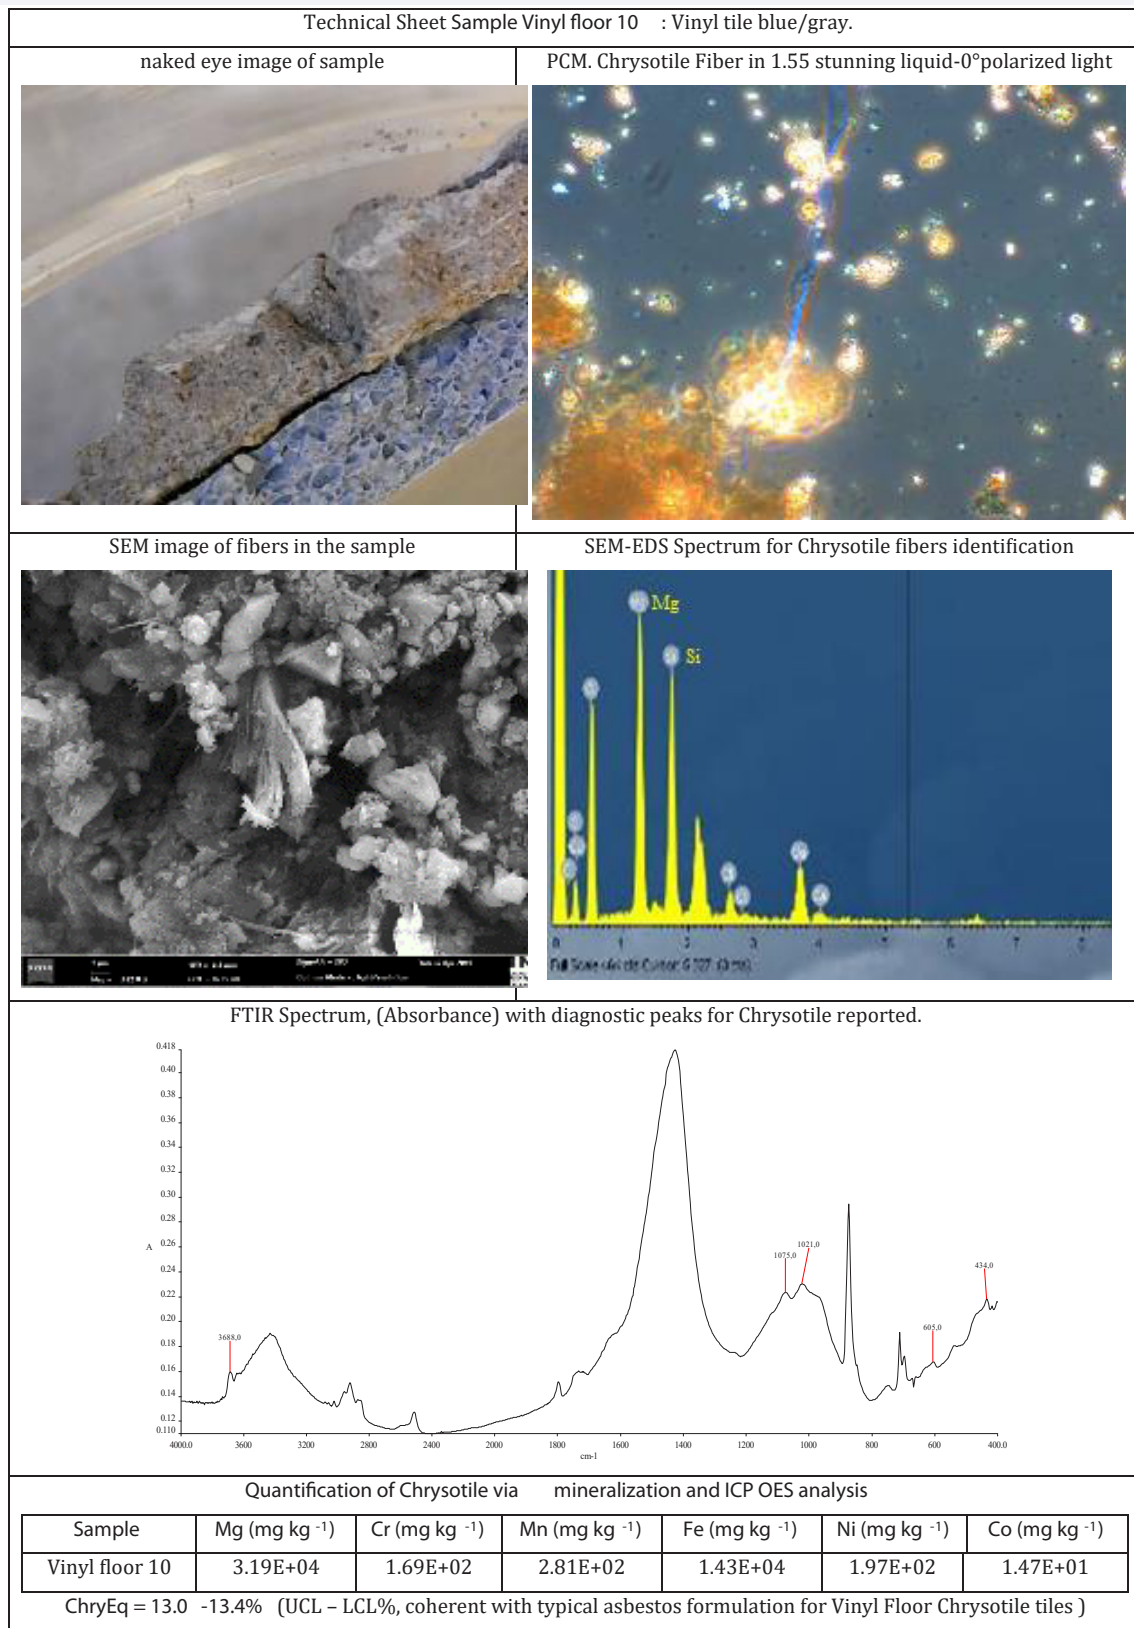 Technical Sheet Sample Vinyl floor 10 : Vinyl tile blue/gray.
naked eye image of sample
PCM. Chrysotile Fiber in 1.55 stunning liquid-0°polarized light
SEM image of fibers in the sample
SEM-EDS Spectrum for Chrysotile fibers identification
Mg
Si
0 1 2 3 4 5 6 7 8
FTIR Spectrum, (Absorbance) with diagnostic peaks for Chrysotile reported.
0.418
0.40
0.38
0.36
0.34
0.32
0.30
0.28
0.26
0.24
0.22
0.20
0.18
0.16
0.14
0.12
0.110
A
3688,0
1075,0
1021,0
605,0
434,0
4000.0 3600 3200 2800 2400 2000 1800 1600 1400 1200 1000 800 600 400.0
cm-1
Quantification of Chrysotile via mineralization and ICP OES analysis
Sample Mg (mg kg -1) Cr (mg kg -1) Mn (mg kg -1) Fe (mg kg -1) Ni (mg kg -1) Co (mg kg -1)
Vinyl floor 10 3.19E+04 1.69E+02 2.81E+02 1.43E+04 1.97E+02 1.47E+01
ChryEq = 13.0 -13.4% (UCL – LCL%, coherent with typical asbestos formulation for Vinyl Floor Chrysotile tiles )